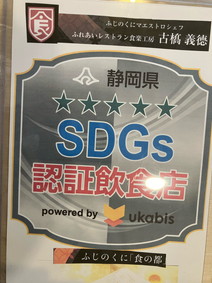 ふじのくにマエストロシェフ
ふれあいレストラン食楽工房 古橋 義徳
静岡県
★★★★★
SDGs
認証飲食店
powered by ukabis
ふじのくに「食の都